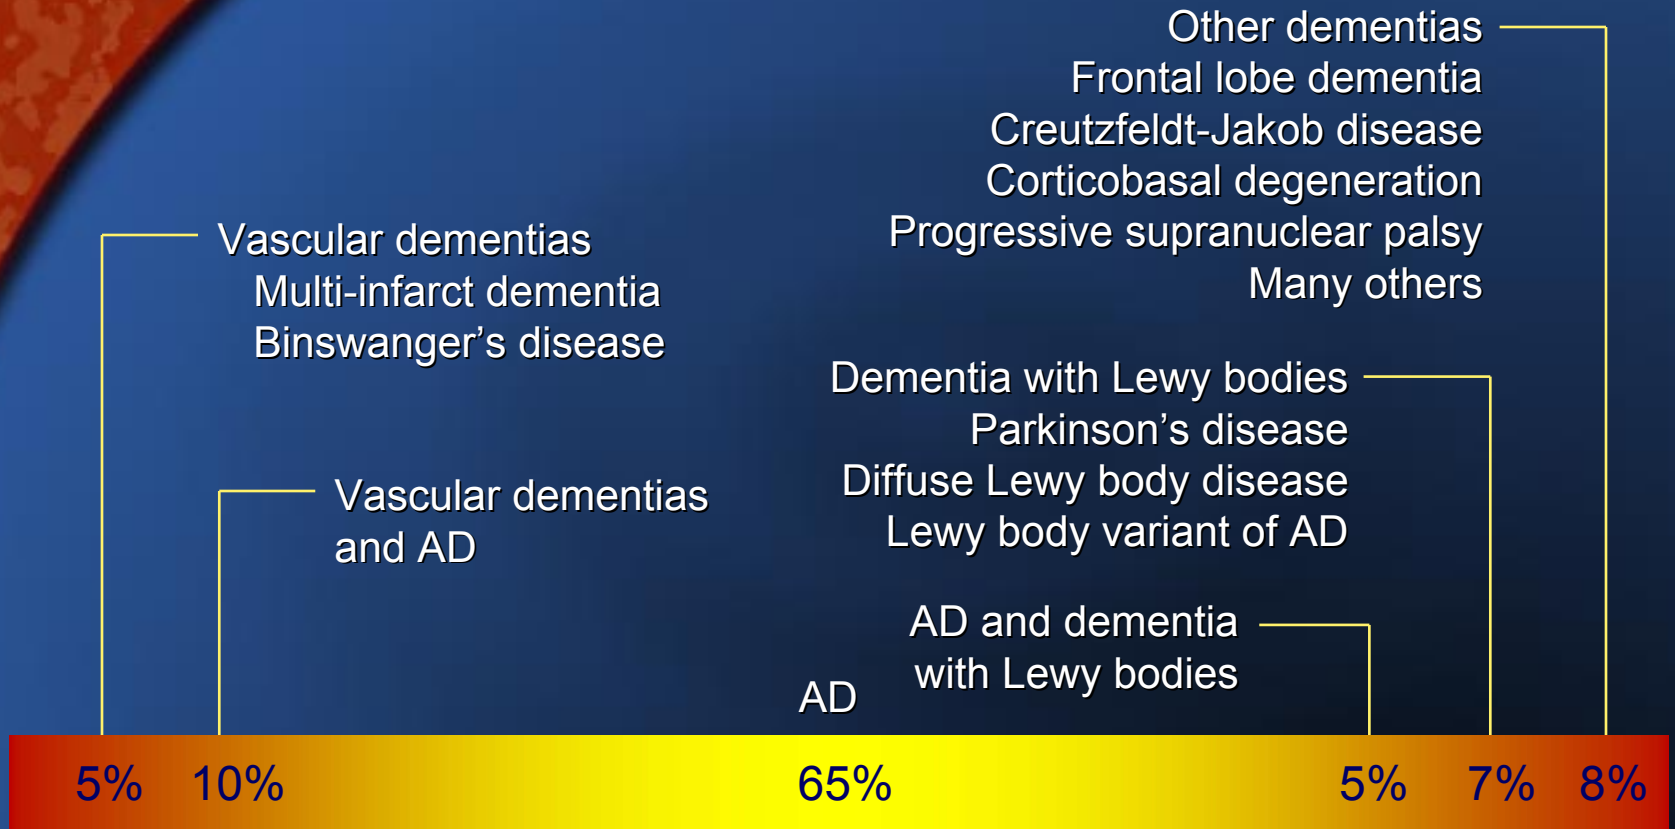 Other dementias
Frontal lobe dementia
Creutzfeldt-Jakob disease
Corticobasal degeneration
Progressive supranuclear palsy
Many others
Vascular dementias
Multi-infarct dementia
Binswanger’s disease
Dementia with Lewy bodies
Parkinson’s disease
Diffuse Lewy body disease
Lewy body variant of AD
Vascular dementias
and AD
AD and dementia
with Lewy bodies
AD
5% 10% 65% 5% 7% 8%